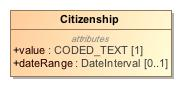 Citizenship
attributes
+value : CODED_TEXT [1]
+dateRange : DateInterval [0..1]